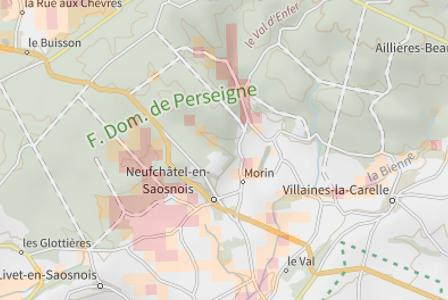 la Rue aux Chèvres
le Val d'Enfer
le Buisson
Aillières-Beau
F. Dom. de Perseigne
la Bienne
Neufchâtel-en-
Saosnois
Morin
Villaines-la-Carelle
les Glottières
le Val
Livet-en-Saosnois